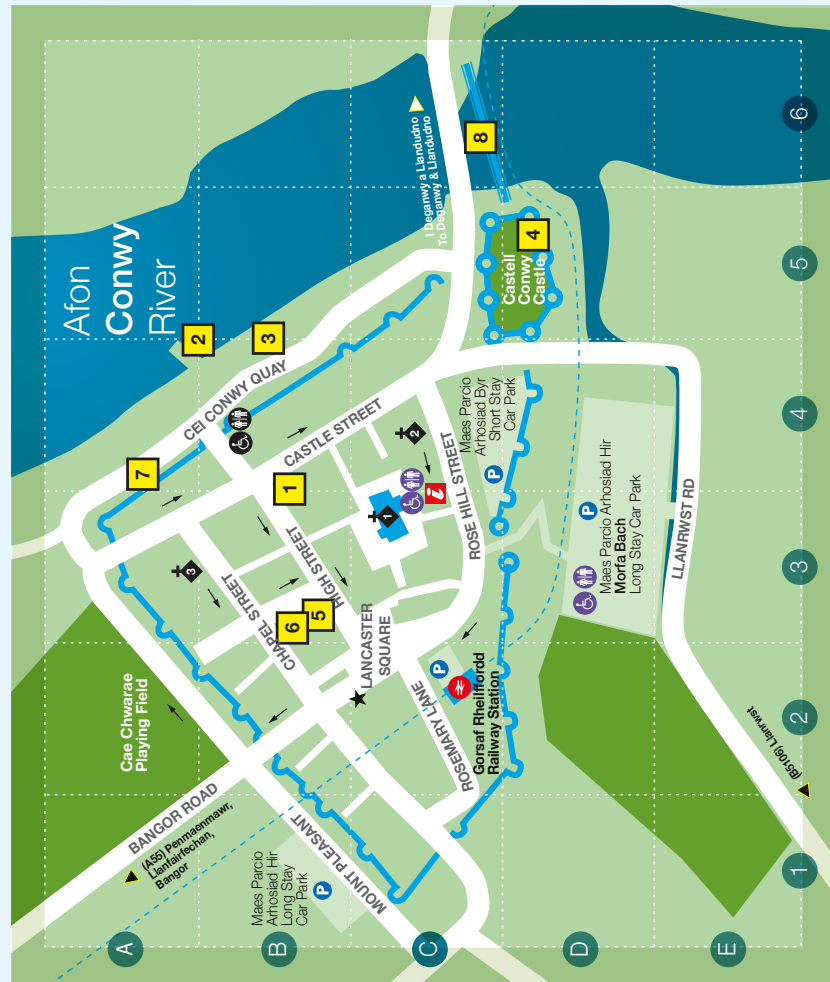 Afon
Conwy
River
I Deganwy a Llandudno
To Deganwy & Llandudno
CEI CONWY QUAY
CASTLE STREET
HIGH STREET
CHAPEL STREET
LANCASTER
SQUARE
ROSE HILL STREET
ROSEMARY LANE
BANGOR ROAD
MOUNT PLEASANT
LLANRWST RD
Castell
Conwy
Castle
Cae Chwarae
Playing Field
(A55) Penmaenmawr,
Llanfairfechan,
Bangor
Maes Parcio
Arhosiad Hir
Long Stay
Car Park
P
Gorsaf Rheilffordd
Railway Station
P
Maes Parcio
Arhosiad Byr
Short Stay
Car Park
P
Maes Parcio Arhosiad Hir
Morfa Bach
Long Stay Car Park
P
(B5106) Llanrwst
i
1
2
3
4
5
6
7
8
1
2
3
A
B
C
D
E
1
2
3
4
5
6